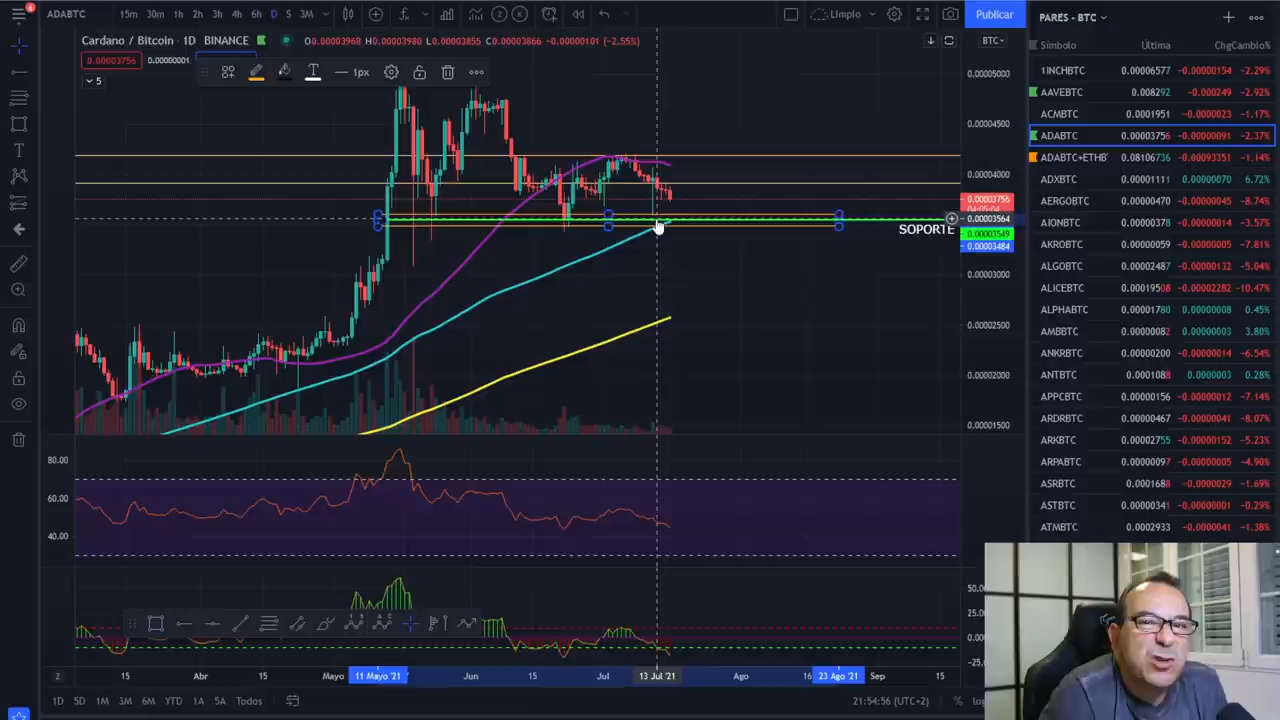 ADABTC 15m 30m 1h 2h 3h 4h 6h D S 3M Limpio Publicar PARES - BTC
Cardano / Bitcoin · 1D · BINANCE O0.00003968 H0.00003980 L0.00003855 C0.00003866 -0.00000101 (-2.55%) BTC
0.00003756 0.00000001
1px
5
0.00005000
0.00004500
0.00004000
0.00003756
04:05:04
0.00003564
SOPORTE
0.00003549
0.00003484
0.00003000
0.00002500
0.00002000
0.00001500
80.00
60.00
40.00
50.00
25.00
0.00
-25.00
15 Abr 15 Mayo 11 Mayo '21 Jun 15 Jul 13 Jul '21 Ago 16 23 Ago '21 Sep 15
1D 5D 1M 3M 6M YTD 1A 5A Todos 21:54:56 (UTC+2) % log
Símbolo Última Chg Cambio%
1INCHBTC 0.00006577 -0.00000154 -2.29%
AAVEBTC 0.008292 -0.000249 -2.92%
ACMBTC 0.0001951 -0.0000023 -1.17%
ADABTC 0.00003756 -0.00000091 -2.37%
ADABTC+ETHB 0.08106736 -0.00093351 -1.14%
ADXBTC 0.00001111 0.00000070 6.72%
AERGOBTC 0.00000470 -0.00000045 -8.74%
AIONBTC 0.00000378 -0.00000014 -3.57%
AKROBTC 0.00000059 -0.00000005 -7.81%
ALGOBTC 0.00002487 -0.00000132 -5.04%
ALICEBTC 0.00019508 -0.00002282 -10.47%
ALPHABTC 0.00001780 0.00000008 0.45%
AMBBTC 0.00000082 0.00000003 3.80%
ANKRBTC 0.00000200 -0.00000014 -6.54%
ANTBTC 0.0001088 0.0000003 0.28%
APPCBTC 0.00000156 -0.00000012 -7.14%
ARDRBTC 0.00000467 -0.00000041 -8.07%
ARKBTC 0.00002755 -0.00000152 -5.23%
ARPABTC 0.00000097 -0.00000005 -4.90%
ASRBTC 0.0001688 -0.0000029 -1.69%
ASTBTC 0.00000341 -0.00000001 -0.29%
ATMBTC 0.0002933 -0.0000041 -1.38%